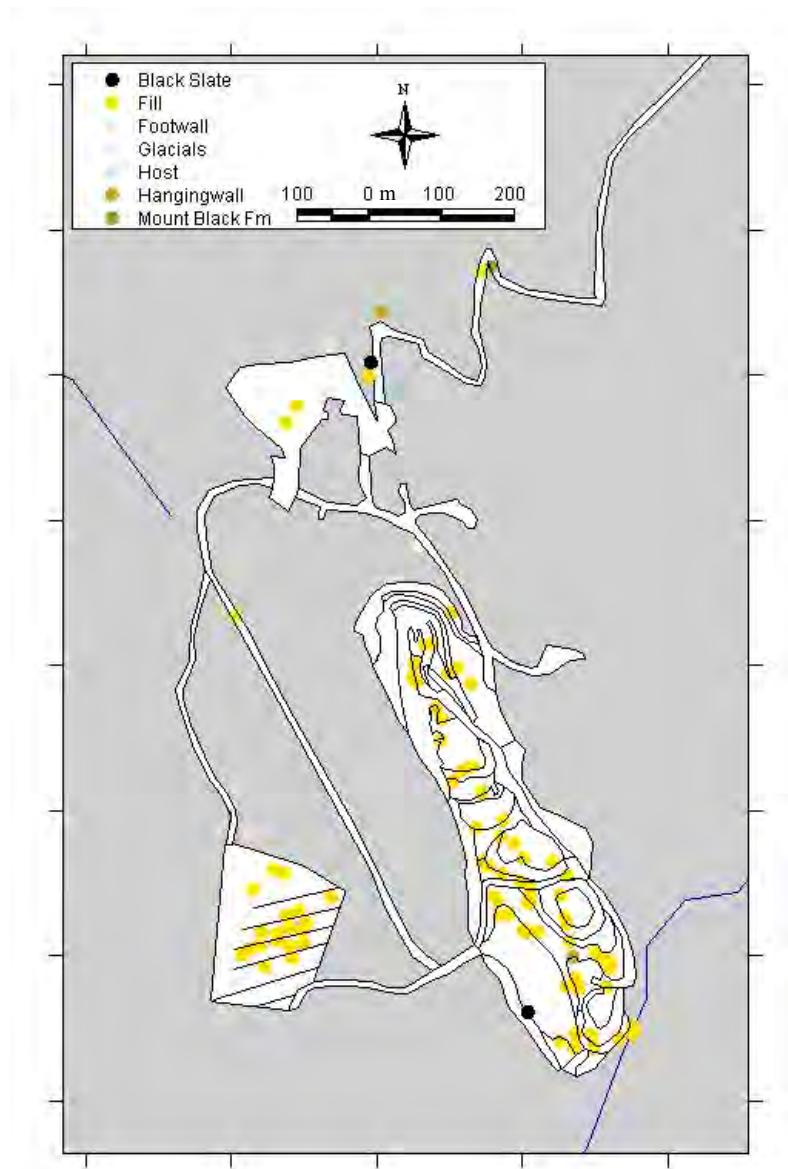 Black Slate
Fill
Footwall
Glacials
Host
Hangingwall
Mount Black Fm
N
100 0 m 100 200